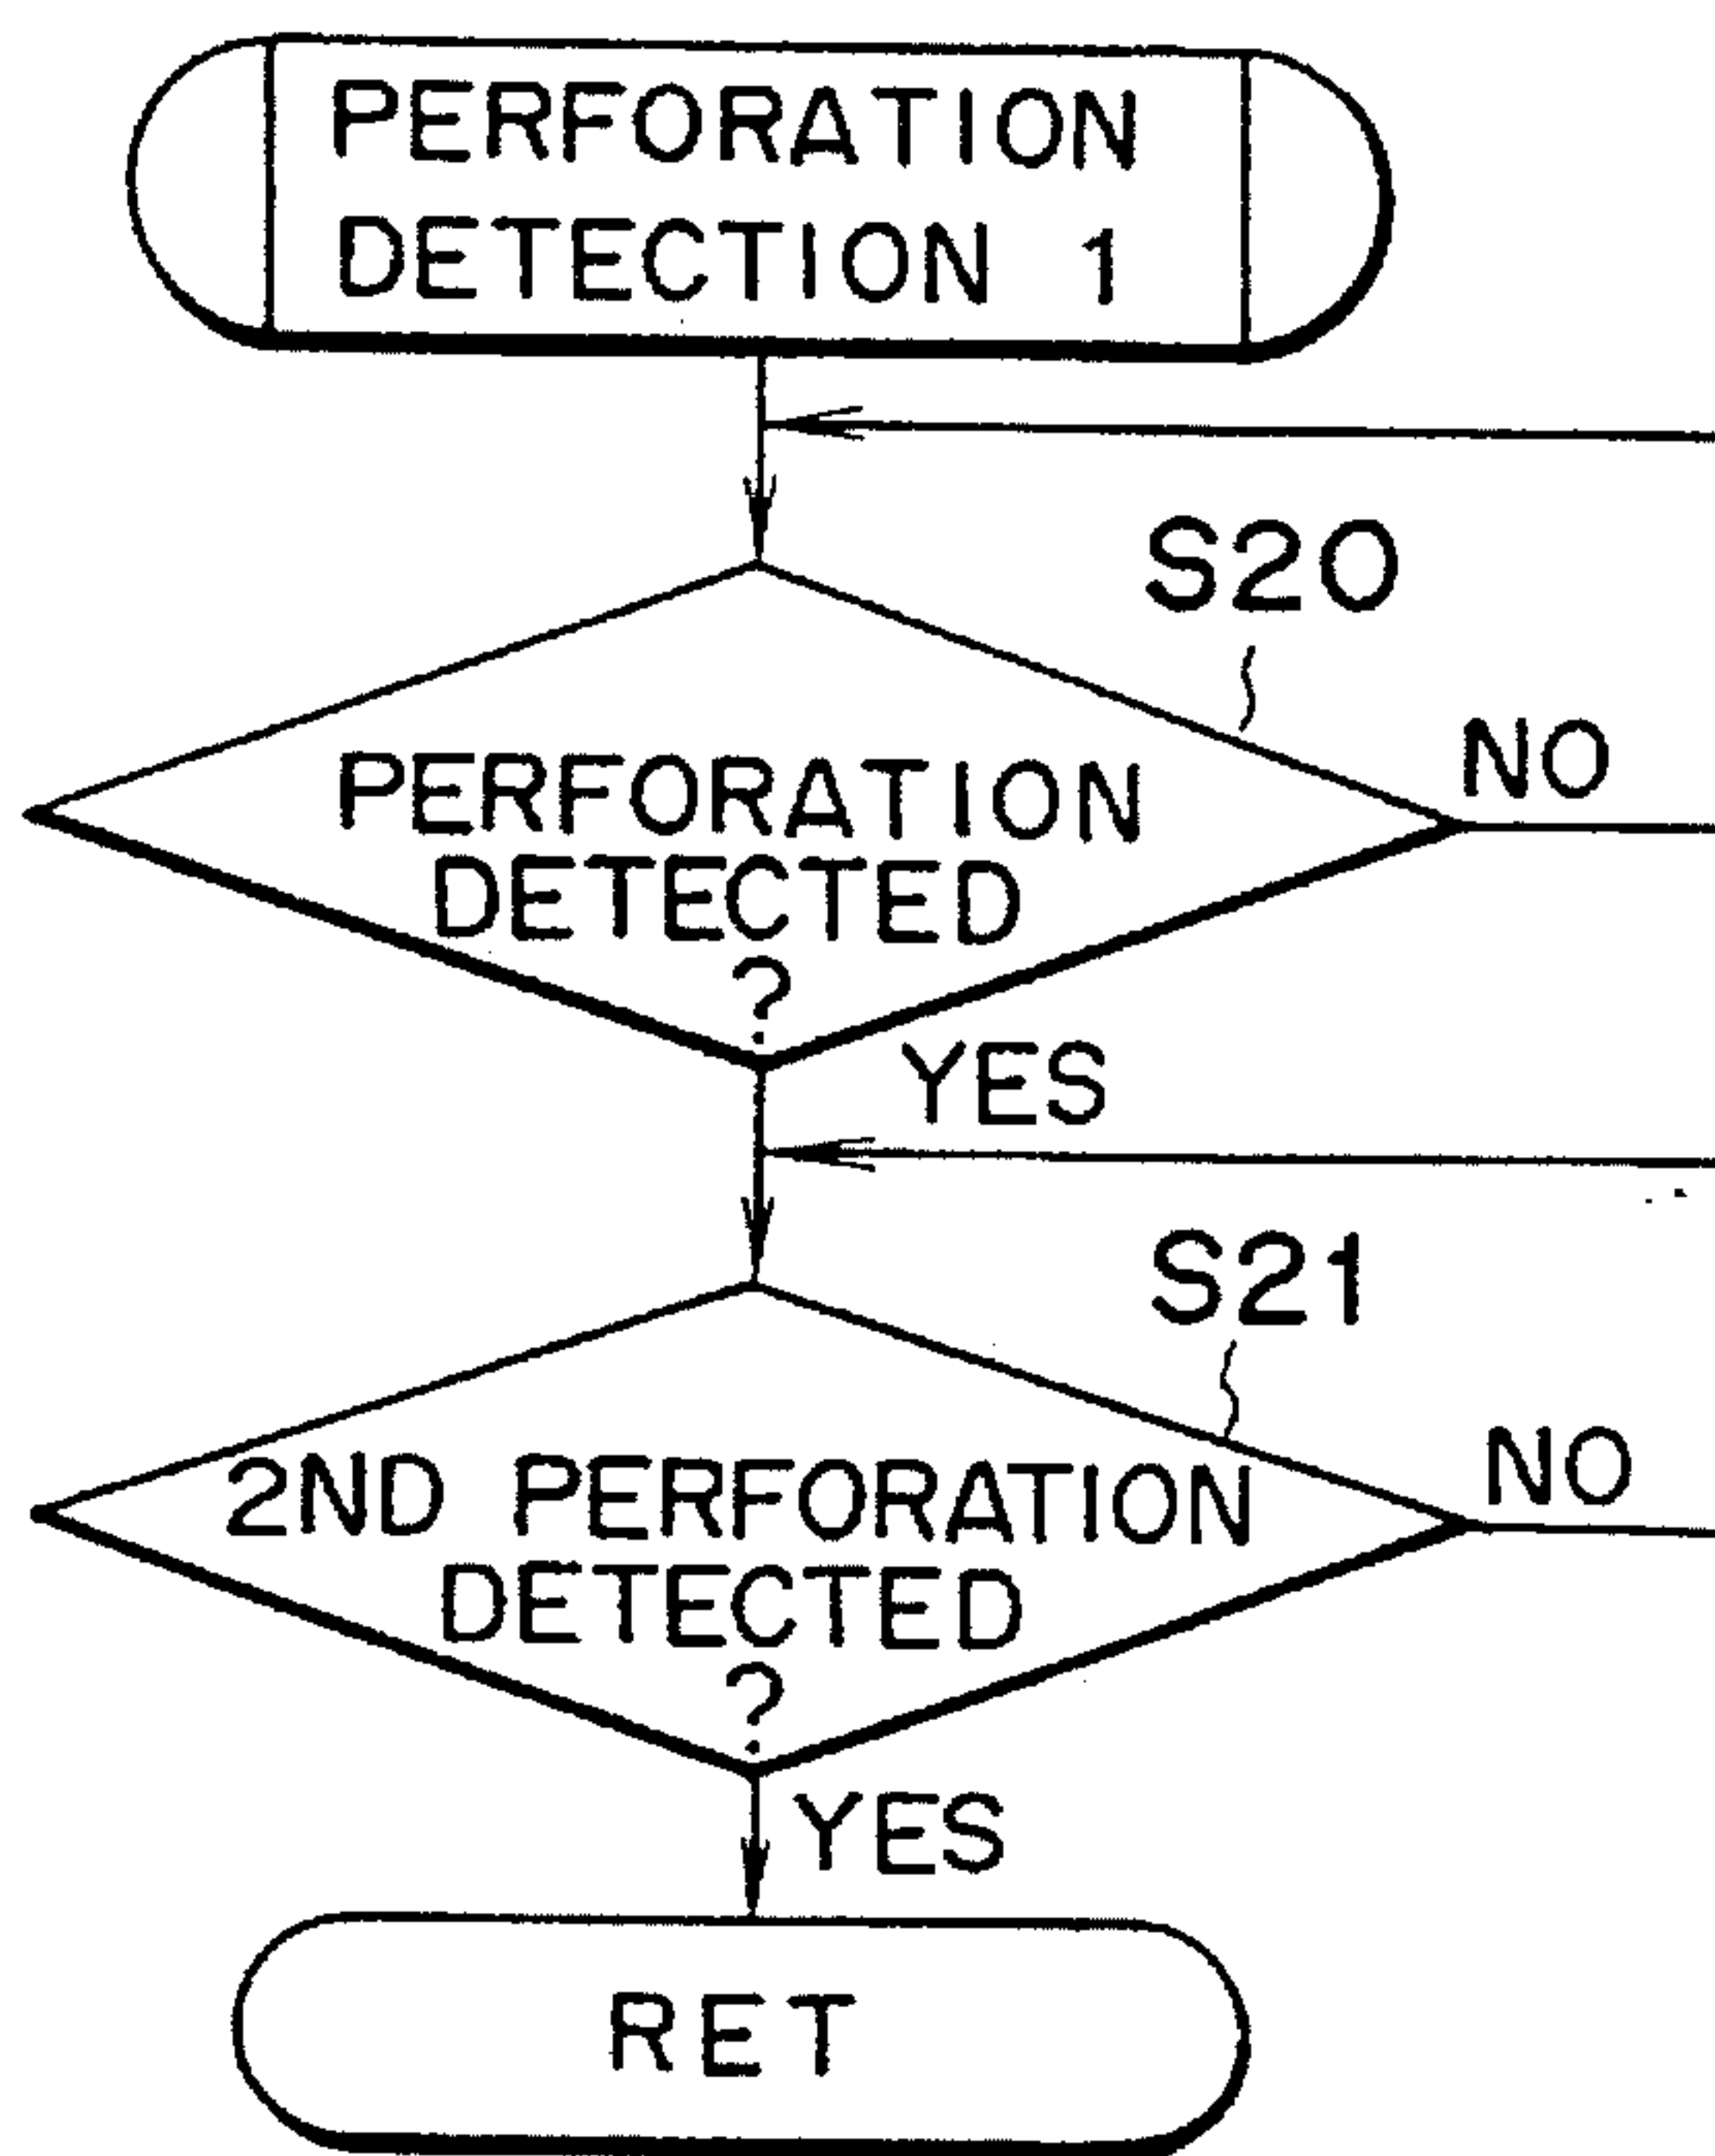 PERFORATION
DETECTION 1
S20
NO
PERFORATION
DETECTED
?
YES
S21
NO
2ND PERFORATION
DETECTED
?
YES
RET